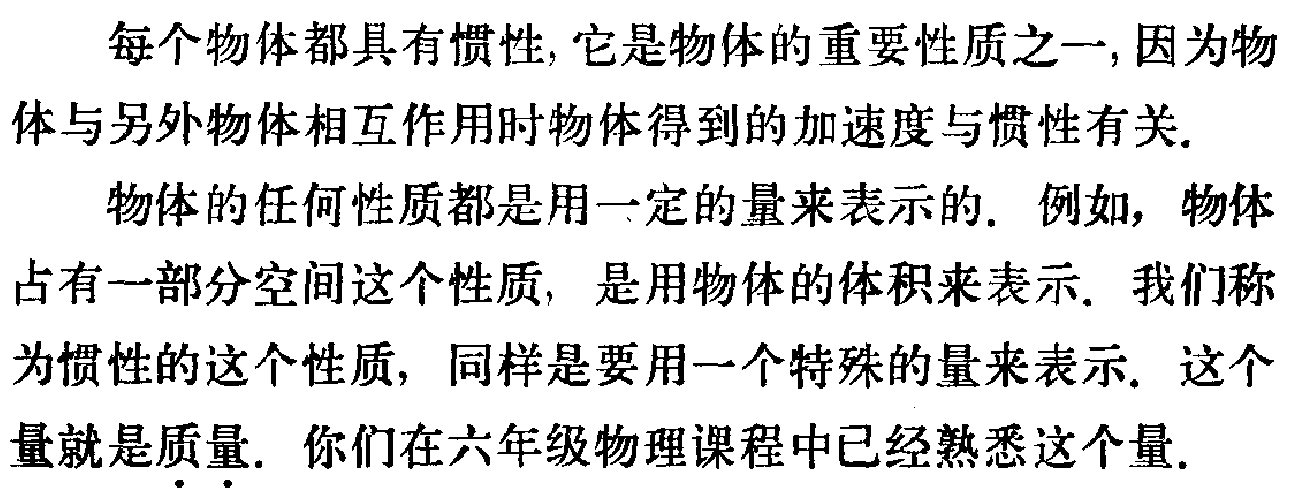 每个物体都具有惯性, 它是物体的重要性质之一, 因为物
体与另外物体相互作用时物体得到的加速度与惯性有关.
物体的任何性质都是用一定的量来表示的. 例如, 物体
占有一部分空间这个性质, 是用物体的体积来表示. 我们称
为惯性的这个性质, 同样是要用一个特殊的量来表示. 这个
量就是质量. 你们在六年级物理课程中已经熟悉这个量.